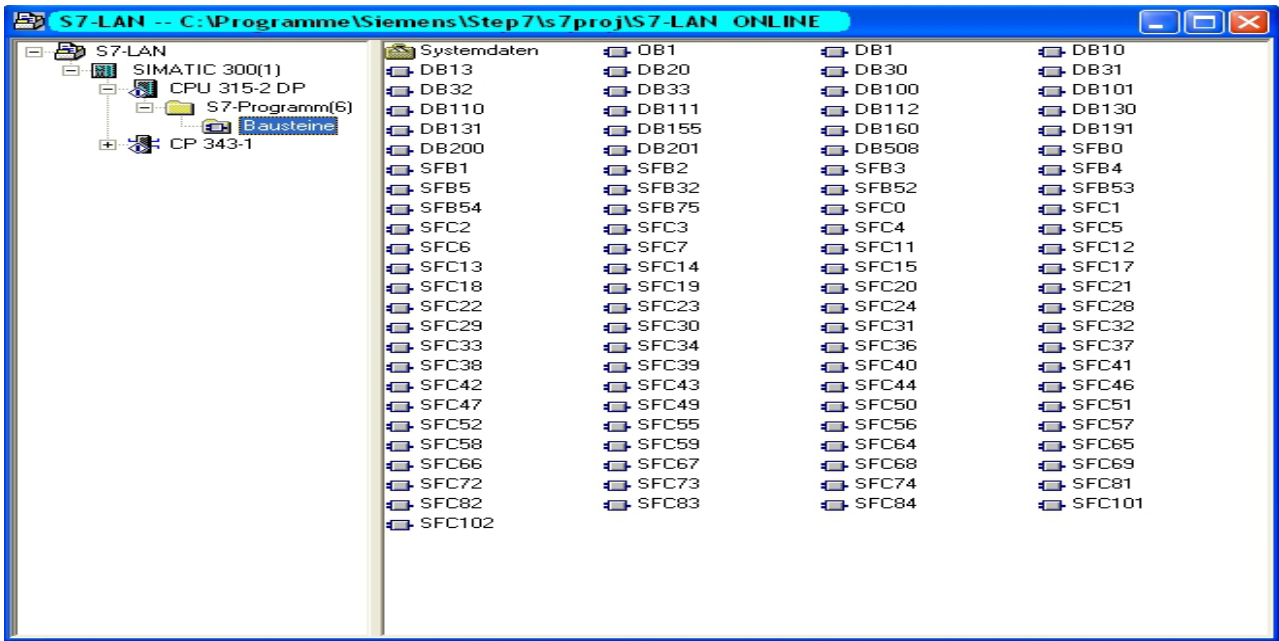 S7-LAN -- C:\Programme\Siemens\Step7\s7proj\S7-LAN ONLINE
S7-LAN
SIMATIC 300(1)
CPU 315-2 DP
S7-Programm(6)
Bausteine
CP 343-1
Systemdaten OB1 DB1 DB10
DB13 DB20 DB30 DB31
DB32 DB33 DB100 DB101
DB110 DB111 DB112 DB130
DB131 DB155 DB160 DB191
DB200 DB201 DB508 SFB0
SFB1 SFB2 SFB3 SFB4
SFB5 SFB32 SFB52 SFB53
SFB54 SFB75 SFC0 SFC1
SFC2 SFC3 SFC4 SFC5
SFC6 SFC7 SFC11 SFC12
SFC13 SFC14 SFC15 SFC17
SFC18 SFC19 SFC20 SFC21
SFC22 SFC23 SFC24 SFC28
SFC29 SFC30 SFC31 SFC32
SFC33 SFC34 SFC36 SFC37
SFC38 SFC39 SFC40 SFC41
SFC42 SFC43 SFC44 SFC46
SFC47 SFC49 SFC50 SFC51
SFC52 SFC55 SFC56 SFC57
SFC58 SFC59 SFC64 SFC65
SFC66 SFC67 SFC68 SFC69
SFC72 SFC73 SFC74 SFC81
SFC82 SFC83 SFC84 SFC101
SFC102